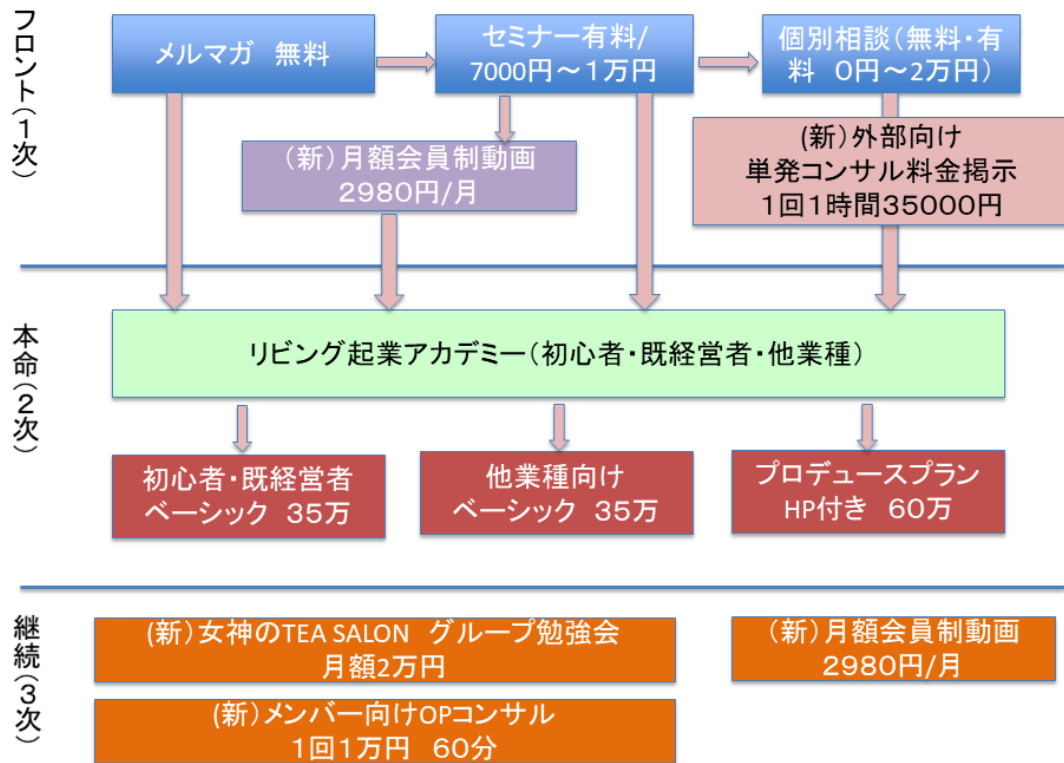 フロント（1次）
メルマガ　無料
セミナー有料/
7000円～1万円
個別相談（無料・有
料　０円～2万円）
（新）月額会員制動画
２９８０円/月
(新)外部向け
単発コンサル料金掲示
１回１時間35000円
本命（2次）
リビング起業アカデミー（初心者・既経営者・他業種）
初心者・既経営者
ベーシック　35万
他業種向け
ベーシック　35万
プロデュースプラン
HP付き　60万
継続（3次）
(新)女神のTEA SALON　グループ勉強会
月額2万円
（新）月額会員制動画
２９８０円/月
(新)メンバー向けOPコンサル
１回１万円　60分